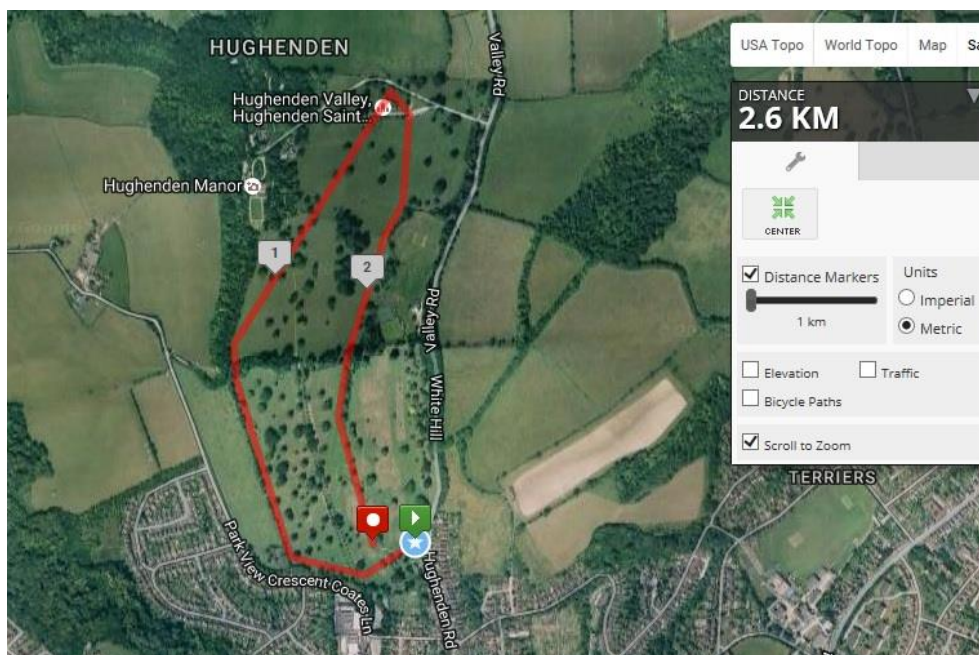 HUGHENDEN
Hughenden Valley,
Hughenden Saint...
Hughenden Manor
Valley Rd
1
2
Valley Rd
White Hill
Park View Crescent
Coates Ln
Hughenden Rd
TERRIERS
USA Topo
World Topo
Map
Sa
DISTANCE
2.6 KM
CENTER
Distance Markers
1 km
Units
Imperial
Metric
Elevation
Traffic
Bicycle Paths
Scroll to Zoom